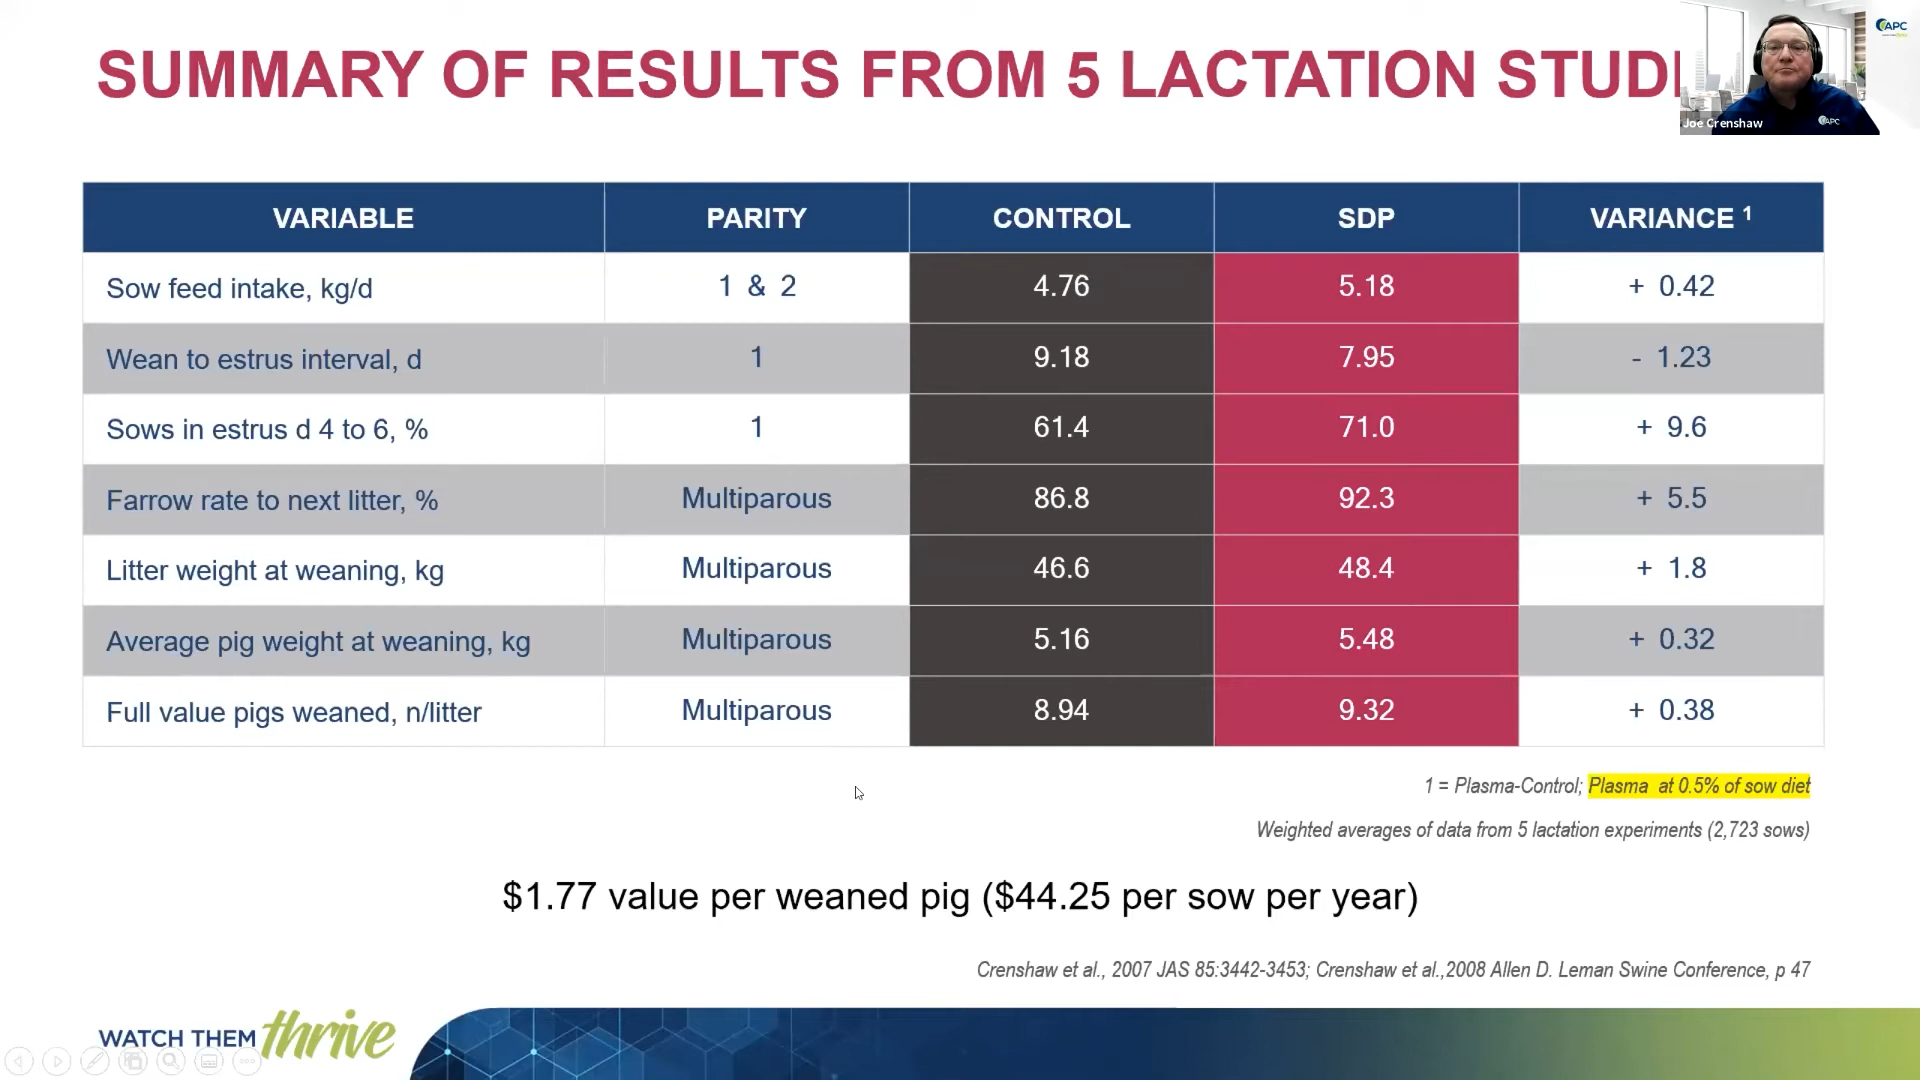 SUMMARY OF RESULTS FROM 5 LACTATION STUDI
APC
Joe Crenshaw
APC
VARIABLE PARITY CONTROL SDP VARIANCE 1
Sow feed intake, kg/d 1 & 2 4.76 5.18 + 0.42
Wean to estrus interval, d 1 9.18 7.95 - 1.23
Sows in estrus d 4 to 6, % 1 61.4 71.0 + 9.6
Farrow rate to next litter, % Multiparous 86.8 92.3 + 5.5
Litter weight at weaning, kg Multiparous 46.6 48.4 + 1.8
Average pig weight at weaning, kg Multiparous 5.16 5.48 + 0.32
Full value pigs weaned, n/litter Multiparous 8.94 9.32 + 0.38
1 = Plasma-Control; Plasma at 0.5% of sow diet
Weighted averages of data from 5 lactation experiments (2,723 sows)
$1.77 value per weaned pig ($44.25 per sow per year)
Crenshaw et al., 2007 JAS 85:3442-3453; Crenshaw et al.,2008 Allen D. Leman Swine Conference, p 47
WATCH THEM thrive